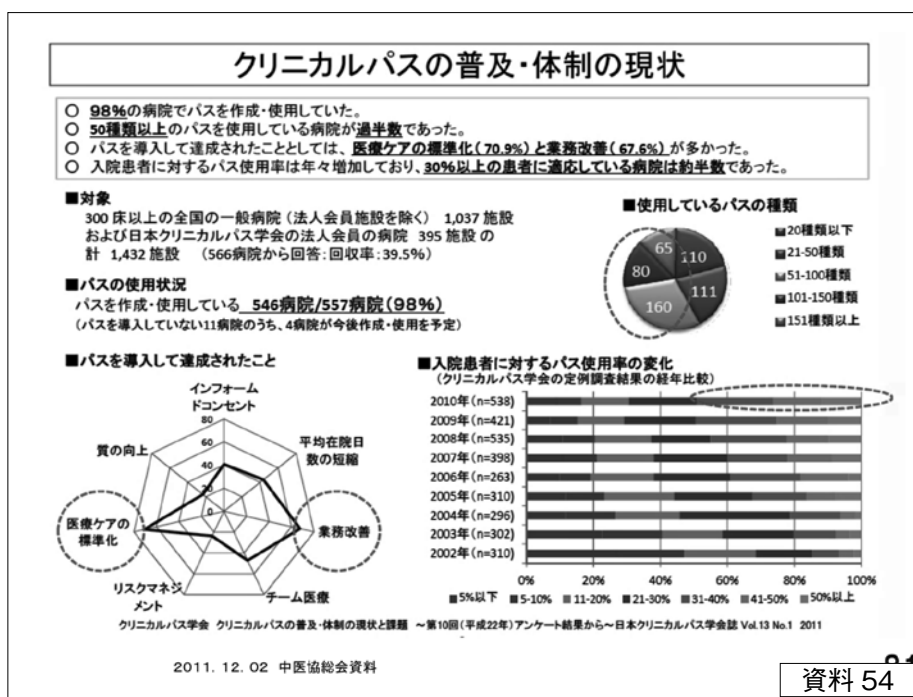 クリニカルパスの普及・体制の現状
○ 98%の病院でパスを作成・使用していた。
○ 50種類以上のパスを使用している病院が過半数であった。
○ パスを導入して達成されたこととしては、医療ケアの標準化(70.9%)と業務改善(67.6%)が多かった。
○ 入院患者に対するパス使用率は年々増加しており、30%以上の患者に適応している病院は約半数であった。
■対象
300 床以上の全国の一般病院(法人会員施設を除く) 1,037 施設
および日本クリニカルパス学会の法人会員の病院 395 施設 の
計 1,432 施設 (566病院から回答:回収率:39.5%)
■パスの使用状況
パスを作成・使用している 546病院/557病院(98%)
(パスを導入していない11病院のうち、4病院が今後作成・使用を予定)
■使用しているパスの種類
65
110
80
111
160
■20種類以下
■21-50種類
■51-100種類
■101-150種類
■151種類以上
■パスを導入して達成されたこと
インフォーム
ドコンセント
80
60
40
20
0
平均在院日
数の短縮
業務改善
チーム医療
リスクマネジ
メント
医療ケアの
標準化
質の向上
■入院患者に対するパス使用率の変化
(クリニカルパス学会の定例調査結果の経年比較)
2010年(n=538)
2009年(n=421)
2008年(n=535)
2007年(n=398)
2006年(n=263)
2005年(n=310)
2004年(n=296)
2003年(n=302)
2002年(n=310)
0% 20% 40% 60% 80% 100%
■5%以下 ■5-10% ■11-20% ■21-30% ■31-40% ■41-50% ■50%以上
クリニカルパス学会 クリニカルパスの普及・体制の現状と課題 ~第10回(平成22年)アンケート結果から~日本クリニカルパス学会誌 Vol.13 No.1 2011
2011. 12. 02 中医協総会資料
資料 54